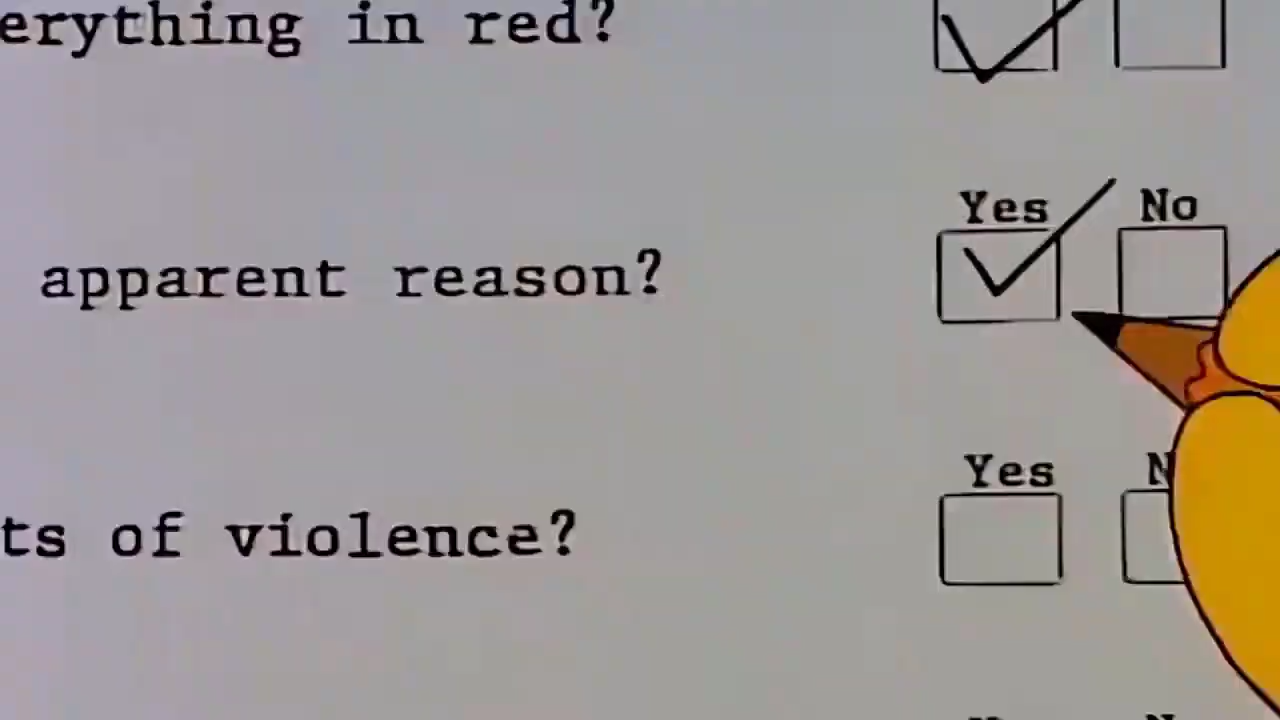 erything in red?
Yes No
apparent reason?
Yes N
ts of violence?